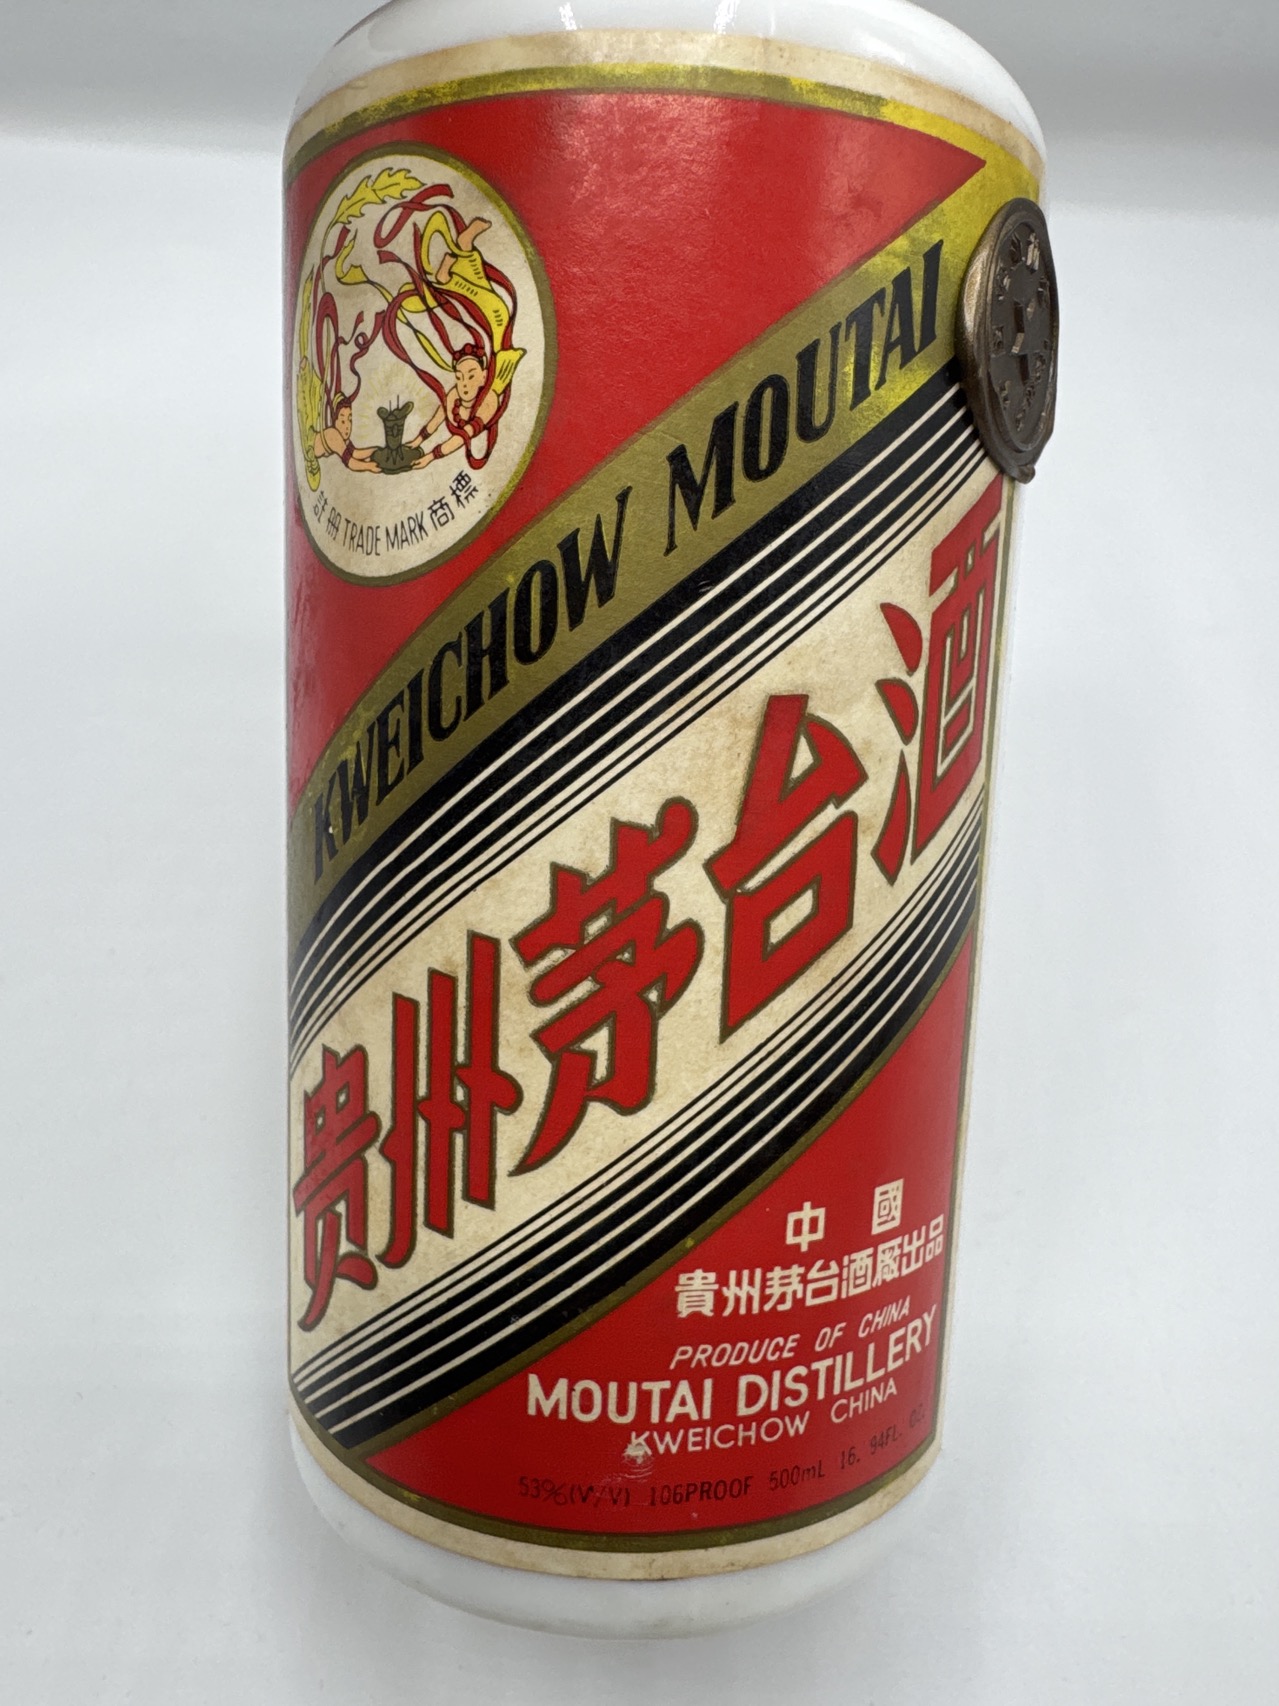 註冊 TRADE MARK 商標
KWEICHOW MOUTAI
贵州茅台酒
中國
貴州茅台酒廠出品
PRODUCE OF CHINA
MOUTAI DISTILLERY
KWEICHOW CHINA
53%(V/V) 106PROOF 500mL 16. 94FL. OZ.